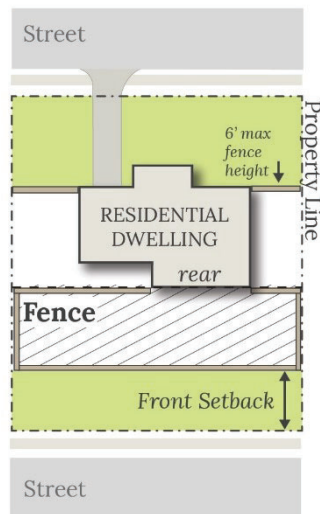 Street
6' max
fence
height
Property Line
RESIDENTIAL
DWELLING
rear
Fence
Front Setback
Street